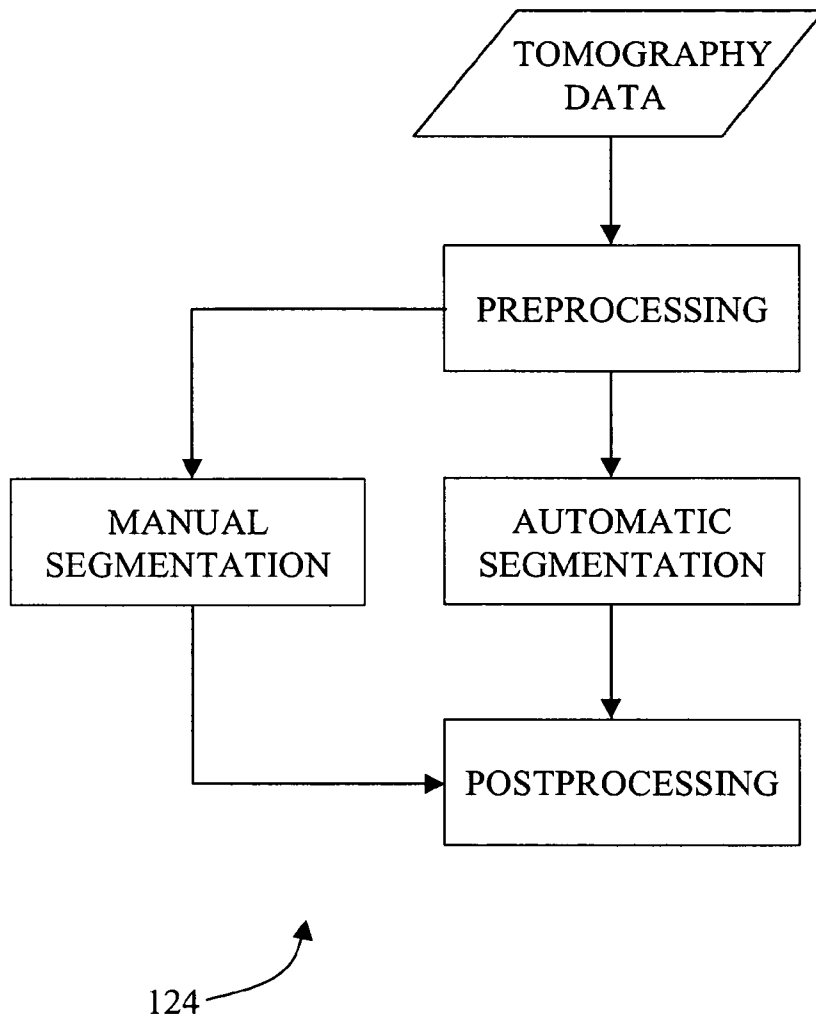 TOMOGRAPHY
DATA
PREPROCESSING
MANUAL
SEGMENTATION
AUTOMATIC
SEGMENTATION
POSTPROCESSING
124